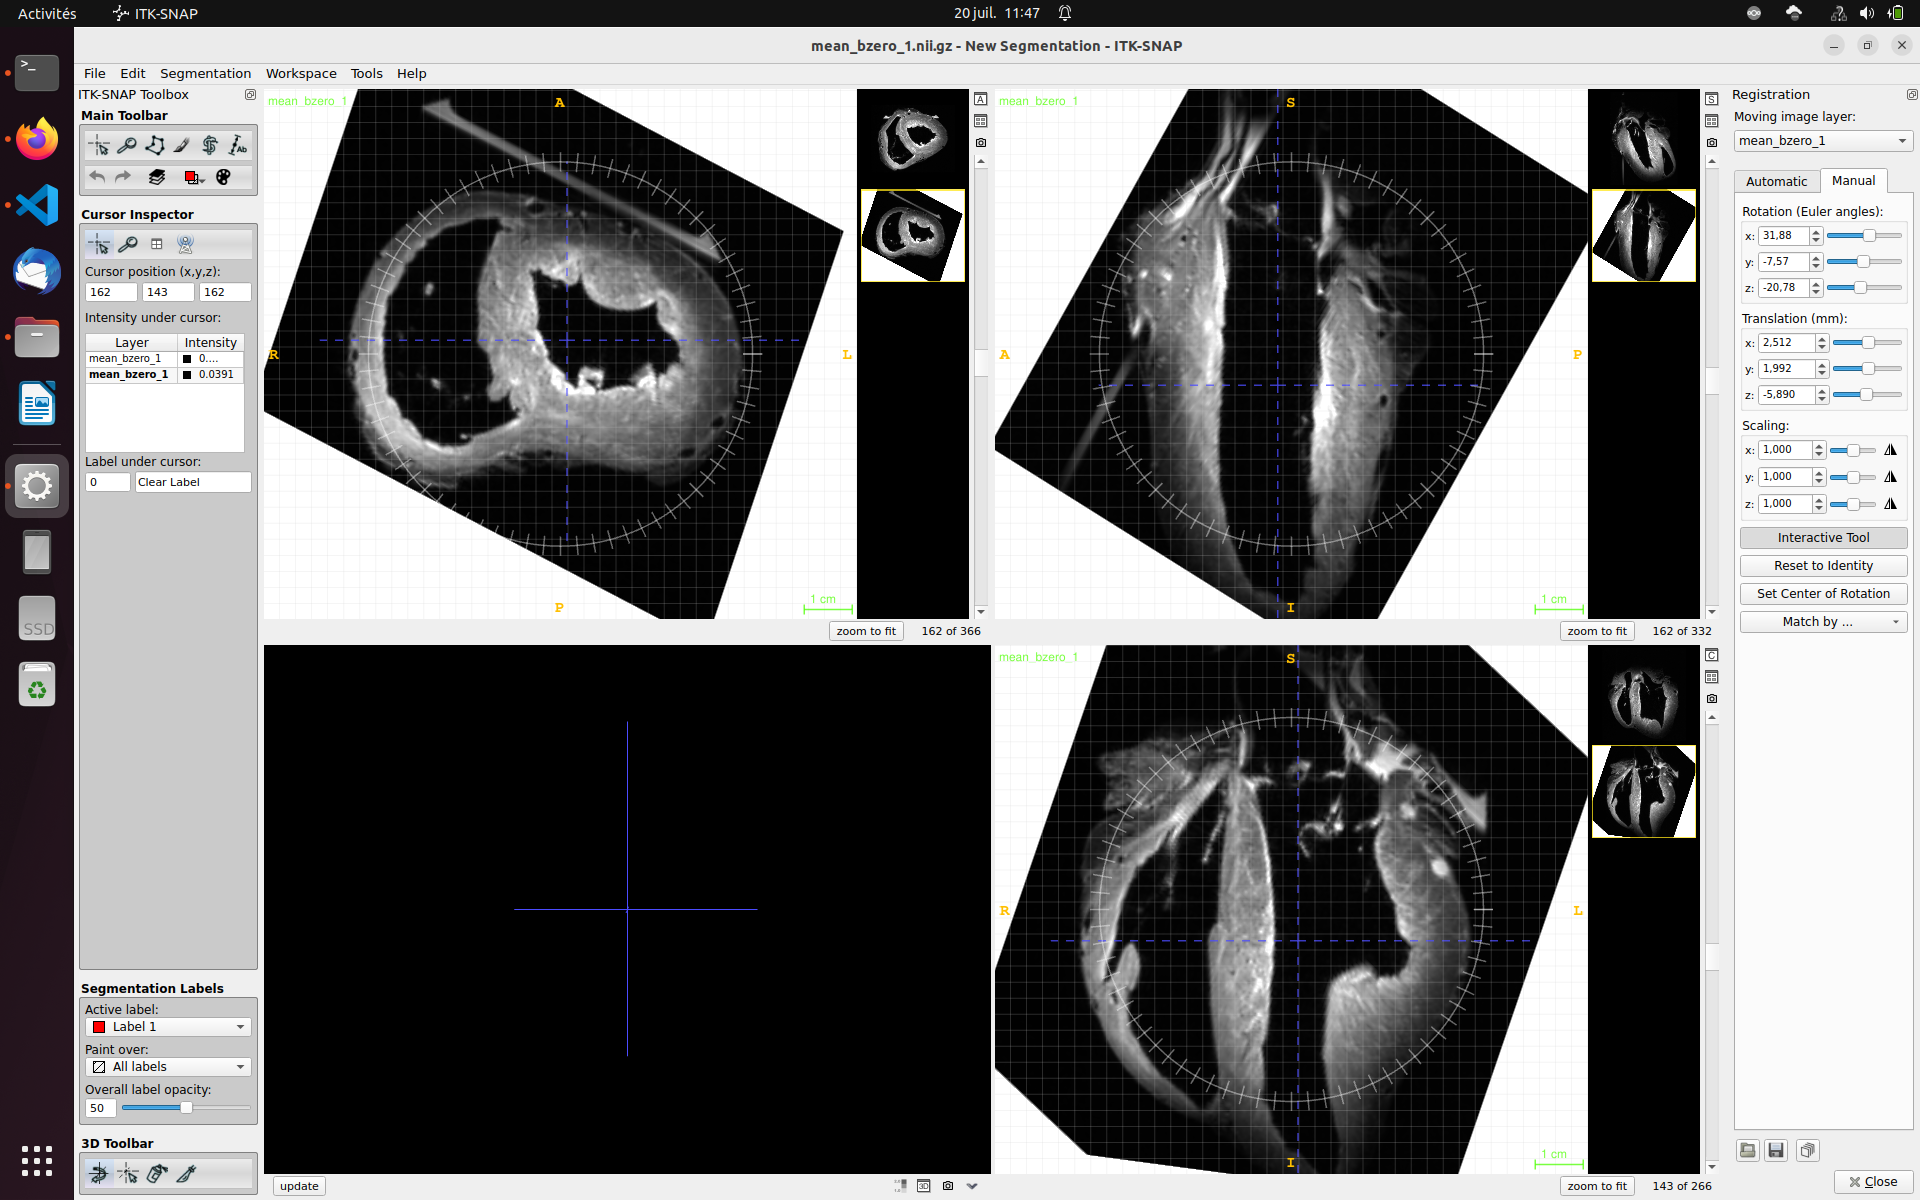 Activités
ITK-SNAP
20 juil. 11:47
mean_bzero_1.nii.gz - New Segmentation - ITK-SNAP
File Edit Segmentation Workspace Tools Help
ITK-SNAP Toolbox
Main Toolbar
Cursor Inspector
Cursor position (x,y,z):
162 143 162
Intensity under cursor:
Layer Intensity
mean_bzero_1 0....
mean_bzero_1 0.0391
Label under cursor:
0 Clear Label
Segmentation Labels
Active label:
Label 1
Paint over:
All labels
Overall label opacity:
50
3D Toolbar
mean_bzero_1
A
R
L
P
1 cm
zoom to fit 162 of 366
A
mean_bzero_1
S
A
P
I
1 cm
zoom to fit 162 of 332
S
update
3D
mean_bzero_1
S
R
L
I
1 cm
zoom to fit 143 of 266
C
Registration
Moving image layer:
mean_bzero_1
Automatic Manual
Rotation (Euler angles):
x: 31,88
y: -7,57
z: -20,78
Translation (mm):
x: 2,512
y: 1,992
z: -5,890
Scaling:
x: 1,000
y: 1,000
z: 1,000
Interactive Tool
Reset to Identity
Set Center of Rotation
Match by ...
Close
SSD